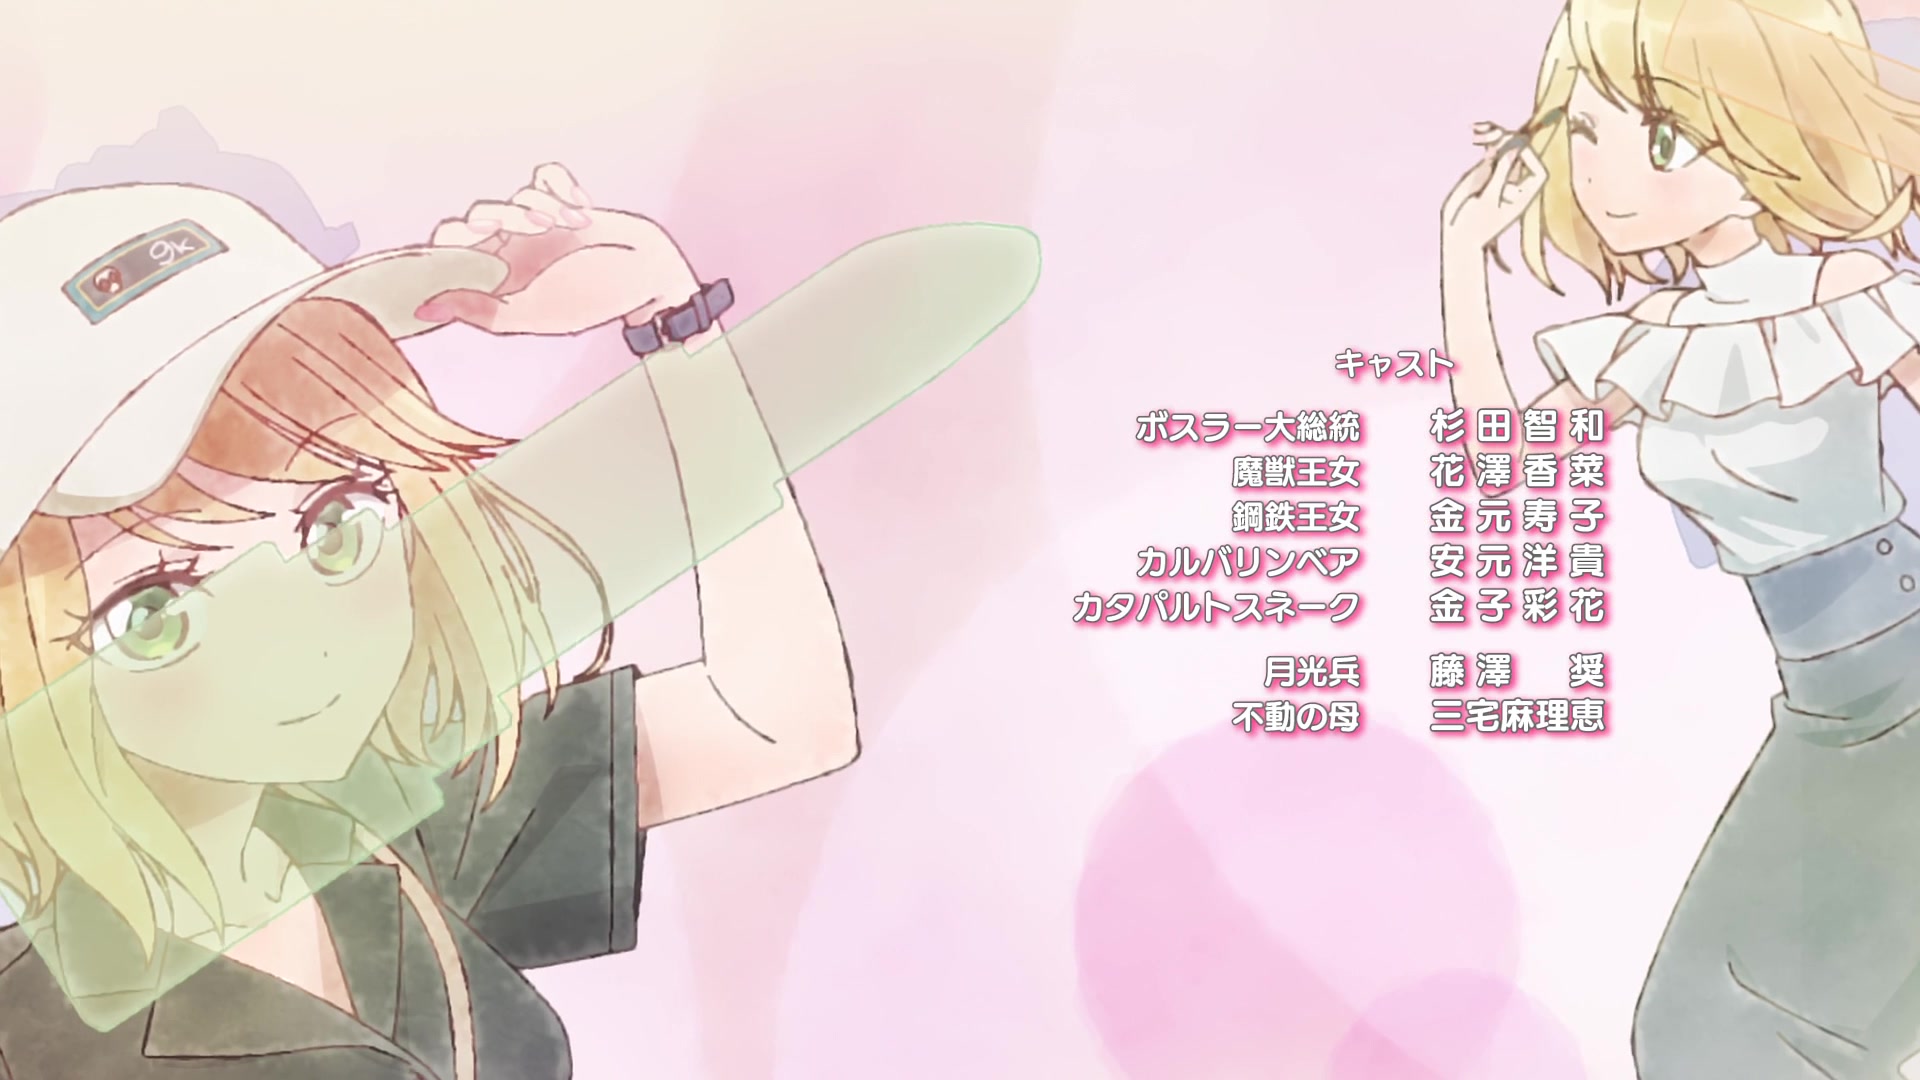 9k
キャスト
ボスラー大総統 杉田智和
魔獣王女 花澤香菜
鋼鉄王女 金元寿子
カルバリンベア 安元洋貴
カタパルトスネーク 金子彩花
月光兵 藤澤 奨
不動の母 三宅麻理恵